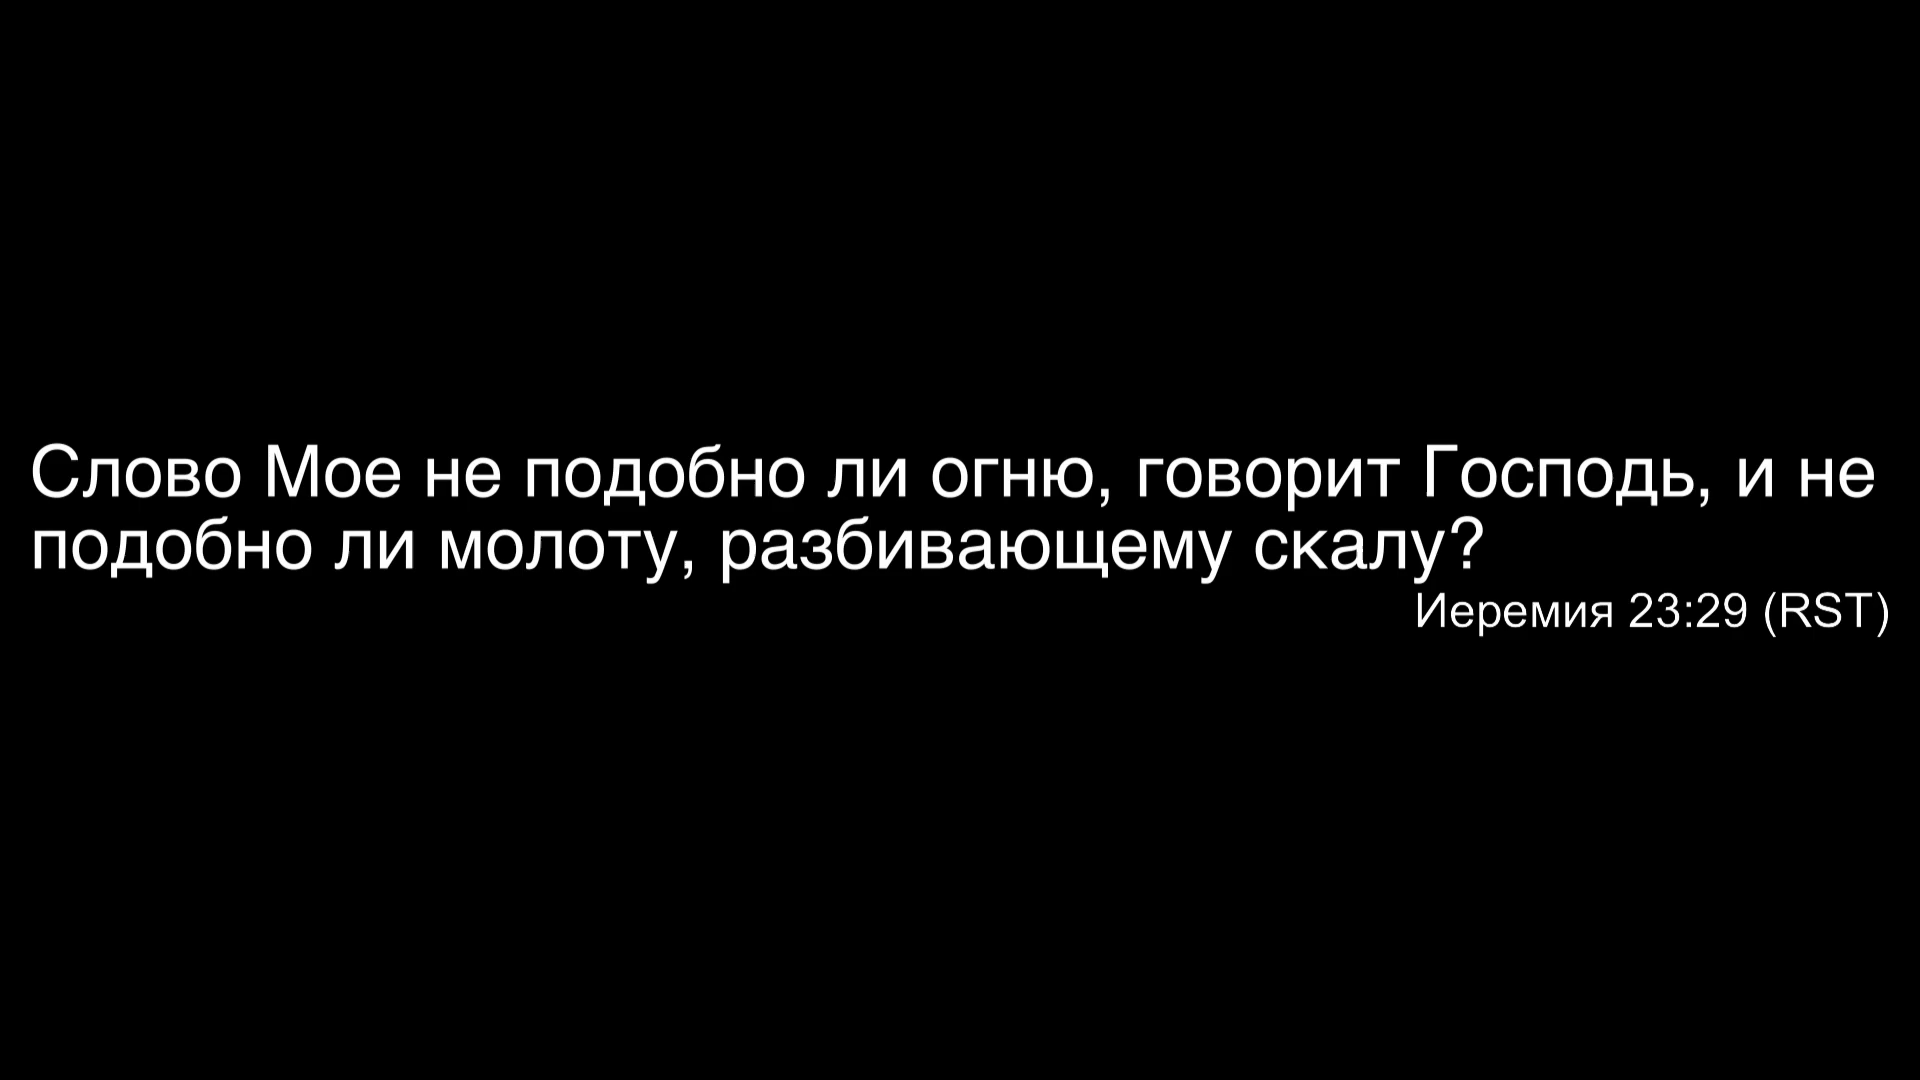 Слово Мое не подобно ли огню, говорит Господь, и не
подобно ли молоту, разбивающему скалу?
Иеремия 23:29 (RST)